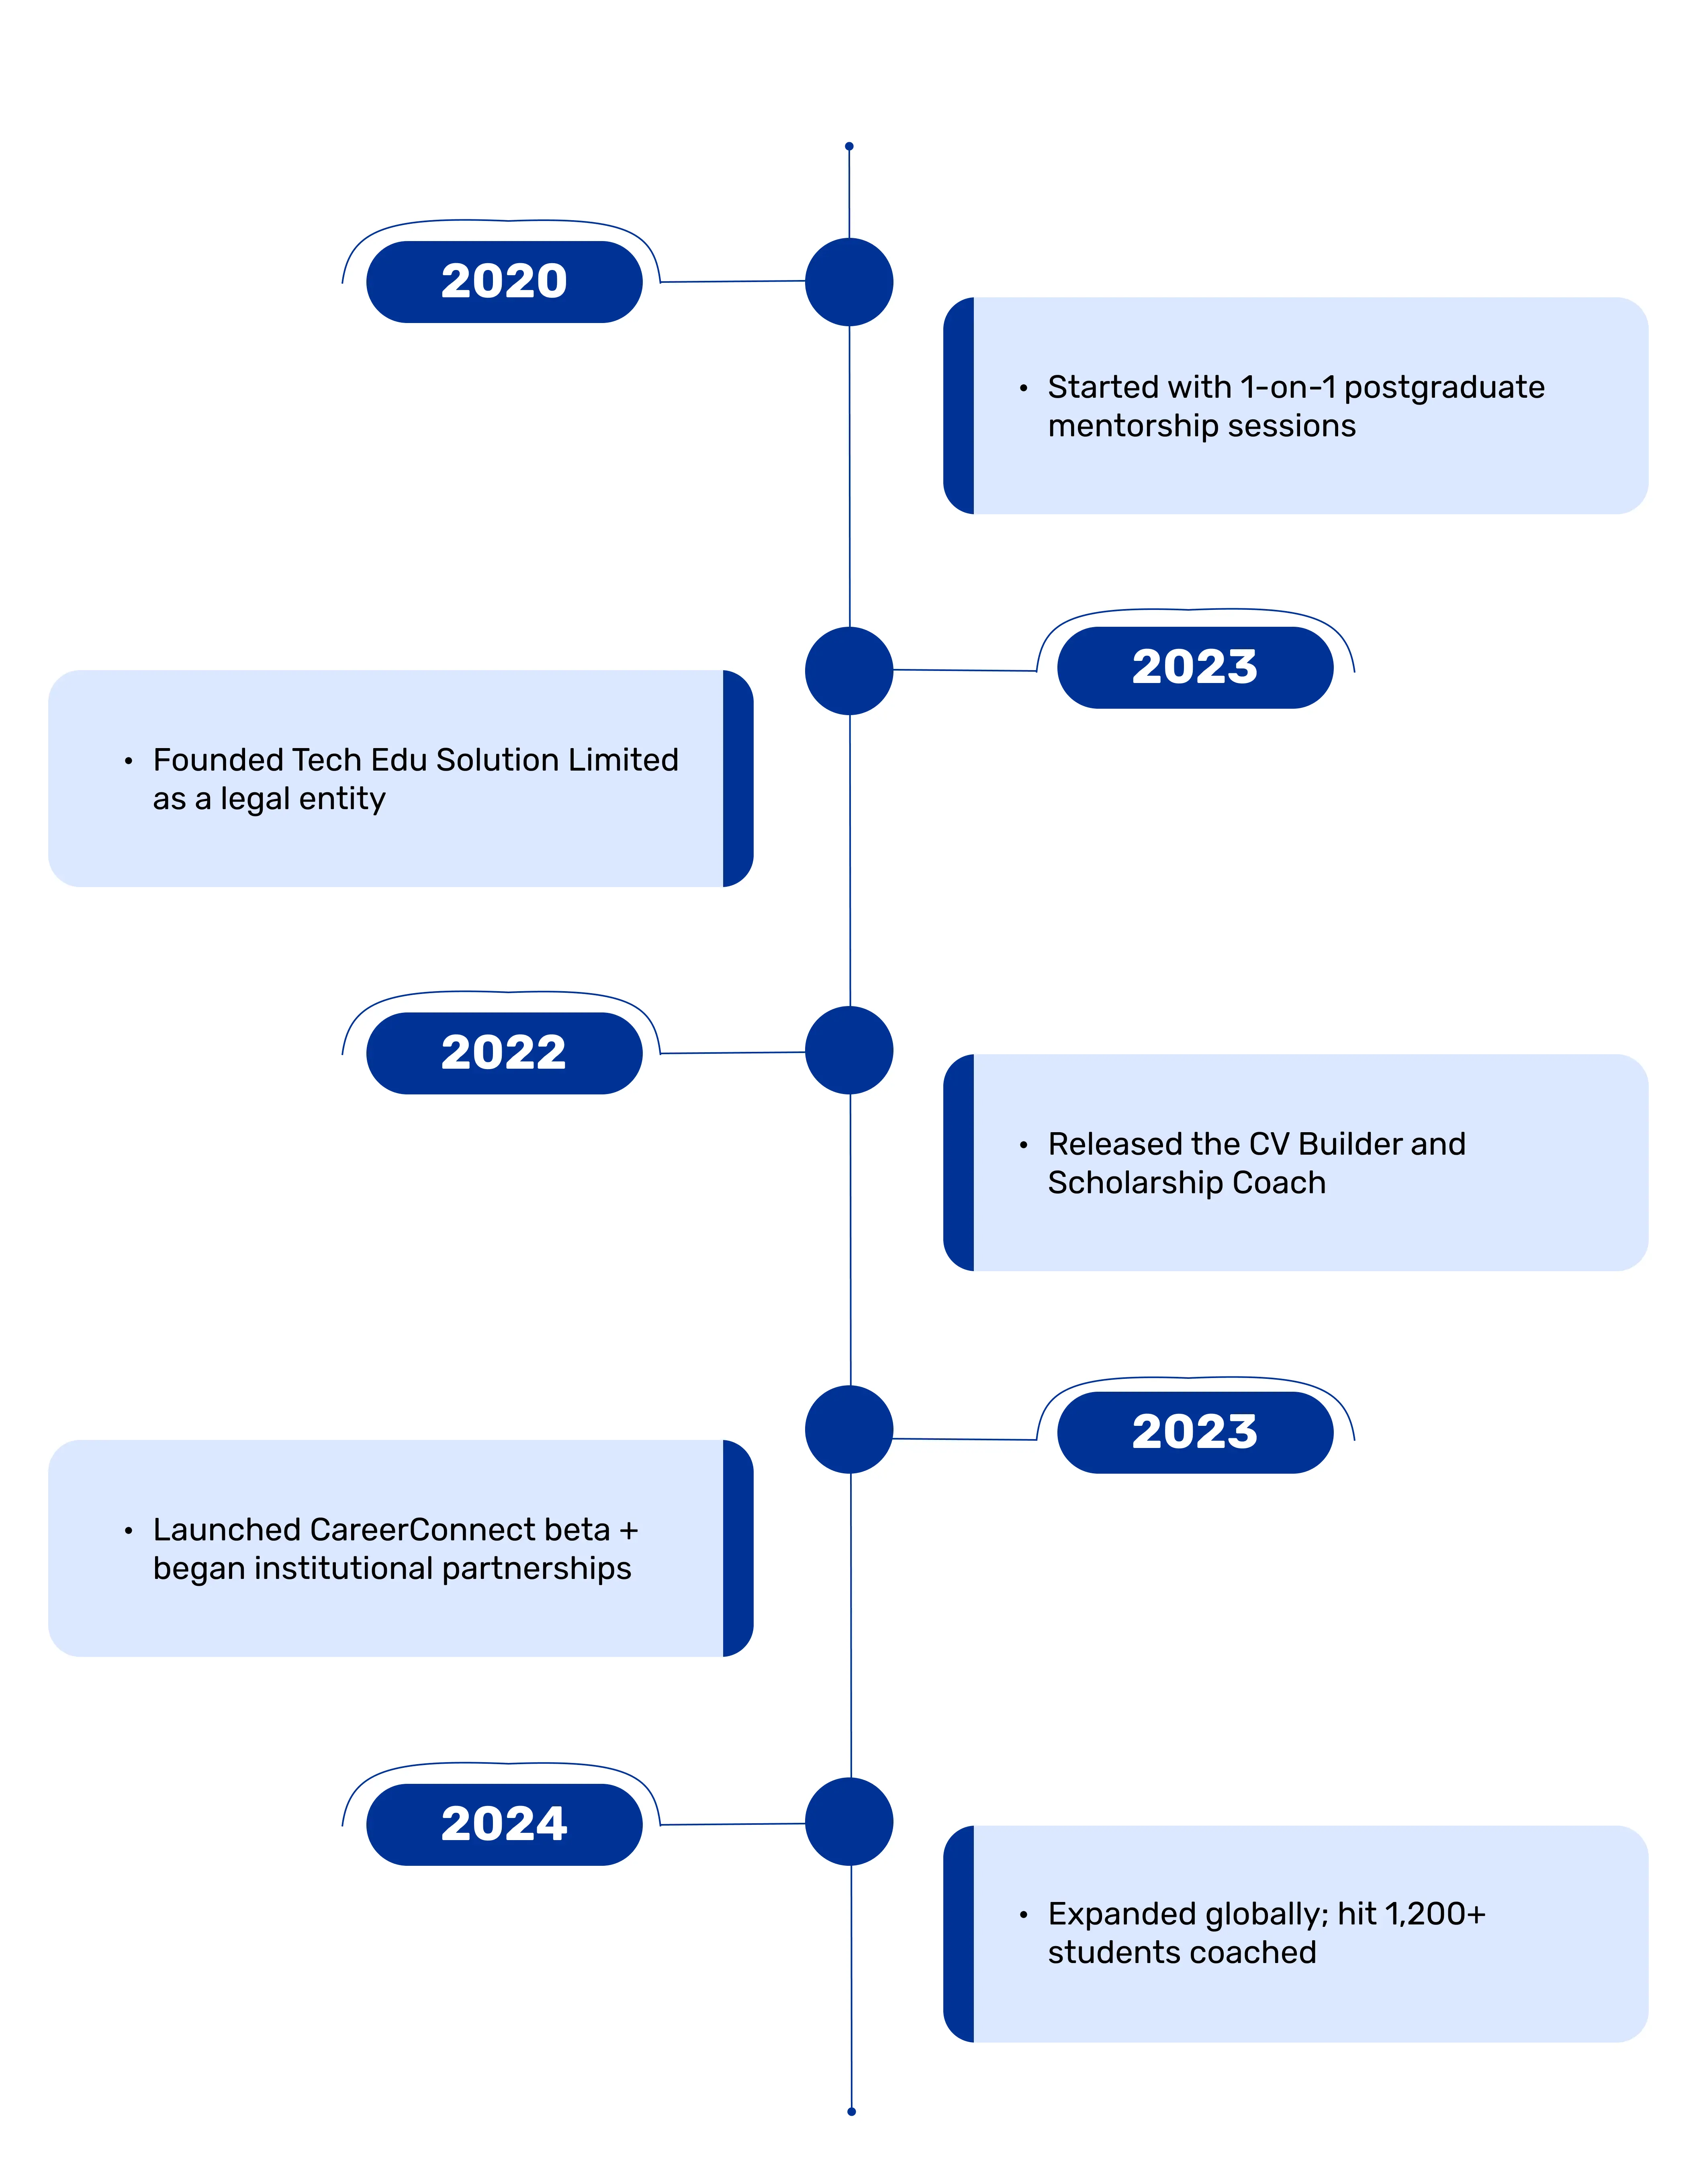 2020
• Started with 1-on-1 postgraduate
mentorship sessions
2023
• Founded Tech Edu Solution Limited
as a legal entity
2022
• Released the CV Builder and
Scholarship Coach
2023
• Launched CareerConnect beta +
began institutional partnerships
2024
• Expanded globally; hit 1,200+
students coached